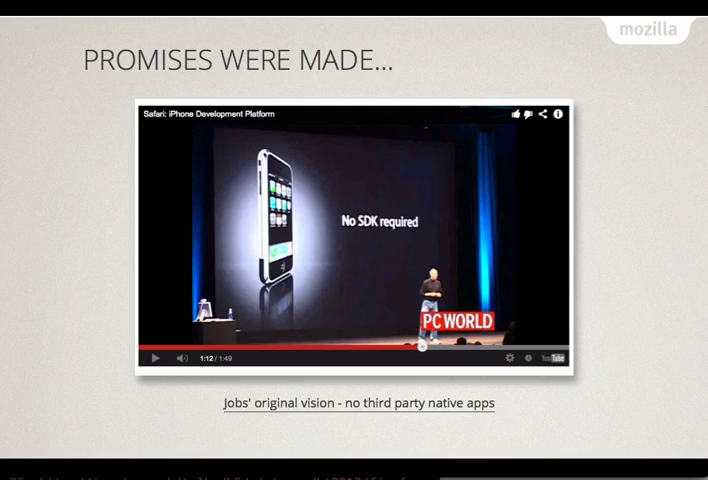 mozilla
PROMISES WERE MADE...
Safari: iPhone Development Platform
No SDK required
PC WORLD
1:12 / 1:49
YouTube
Jobs' original vision - no third party native apps